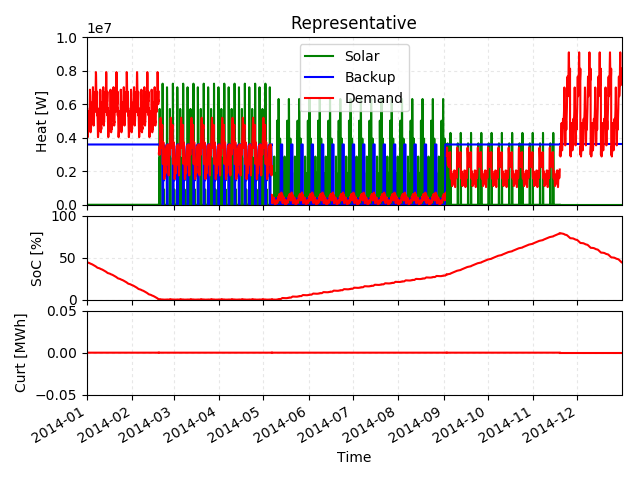 Representative
1e7
1.0
0.8
0.6
0.4
0.2
0.0
Heat [W]
Solar
Backup
Demand
100
50
0
SoC [%]
0.05
0.00
−0.05
Curt [MWh]
2014-01
2014-02
2014-03
2014-04
2014-05
2014-06
2014-07
2014-08
2014-09
2014-10
2014-11
2014-12
Time